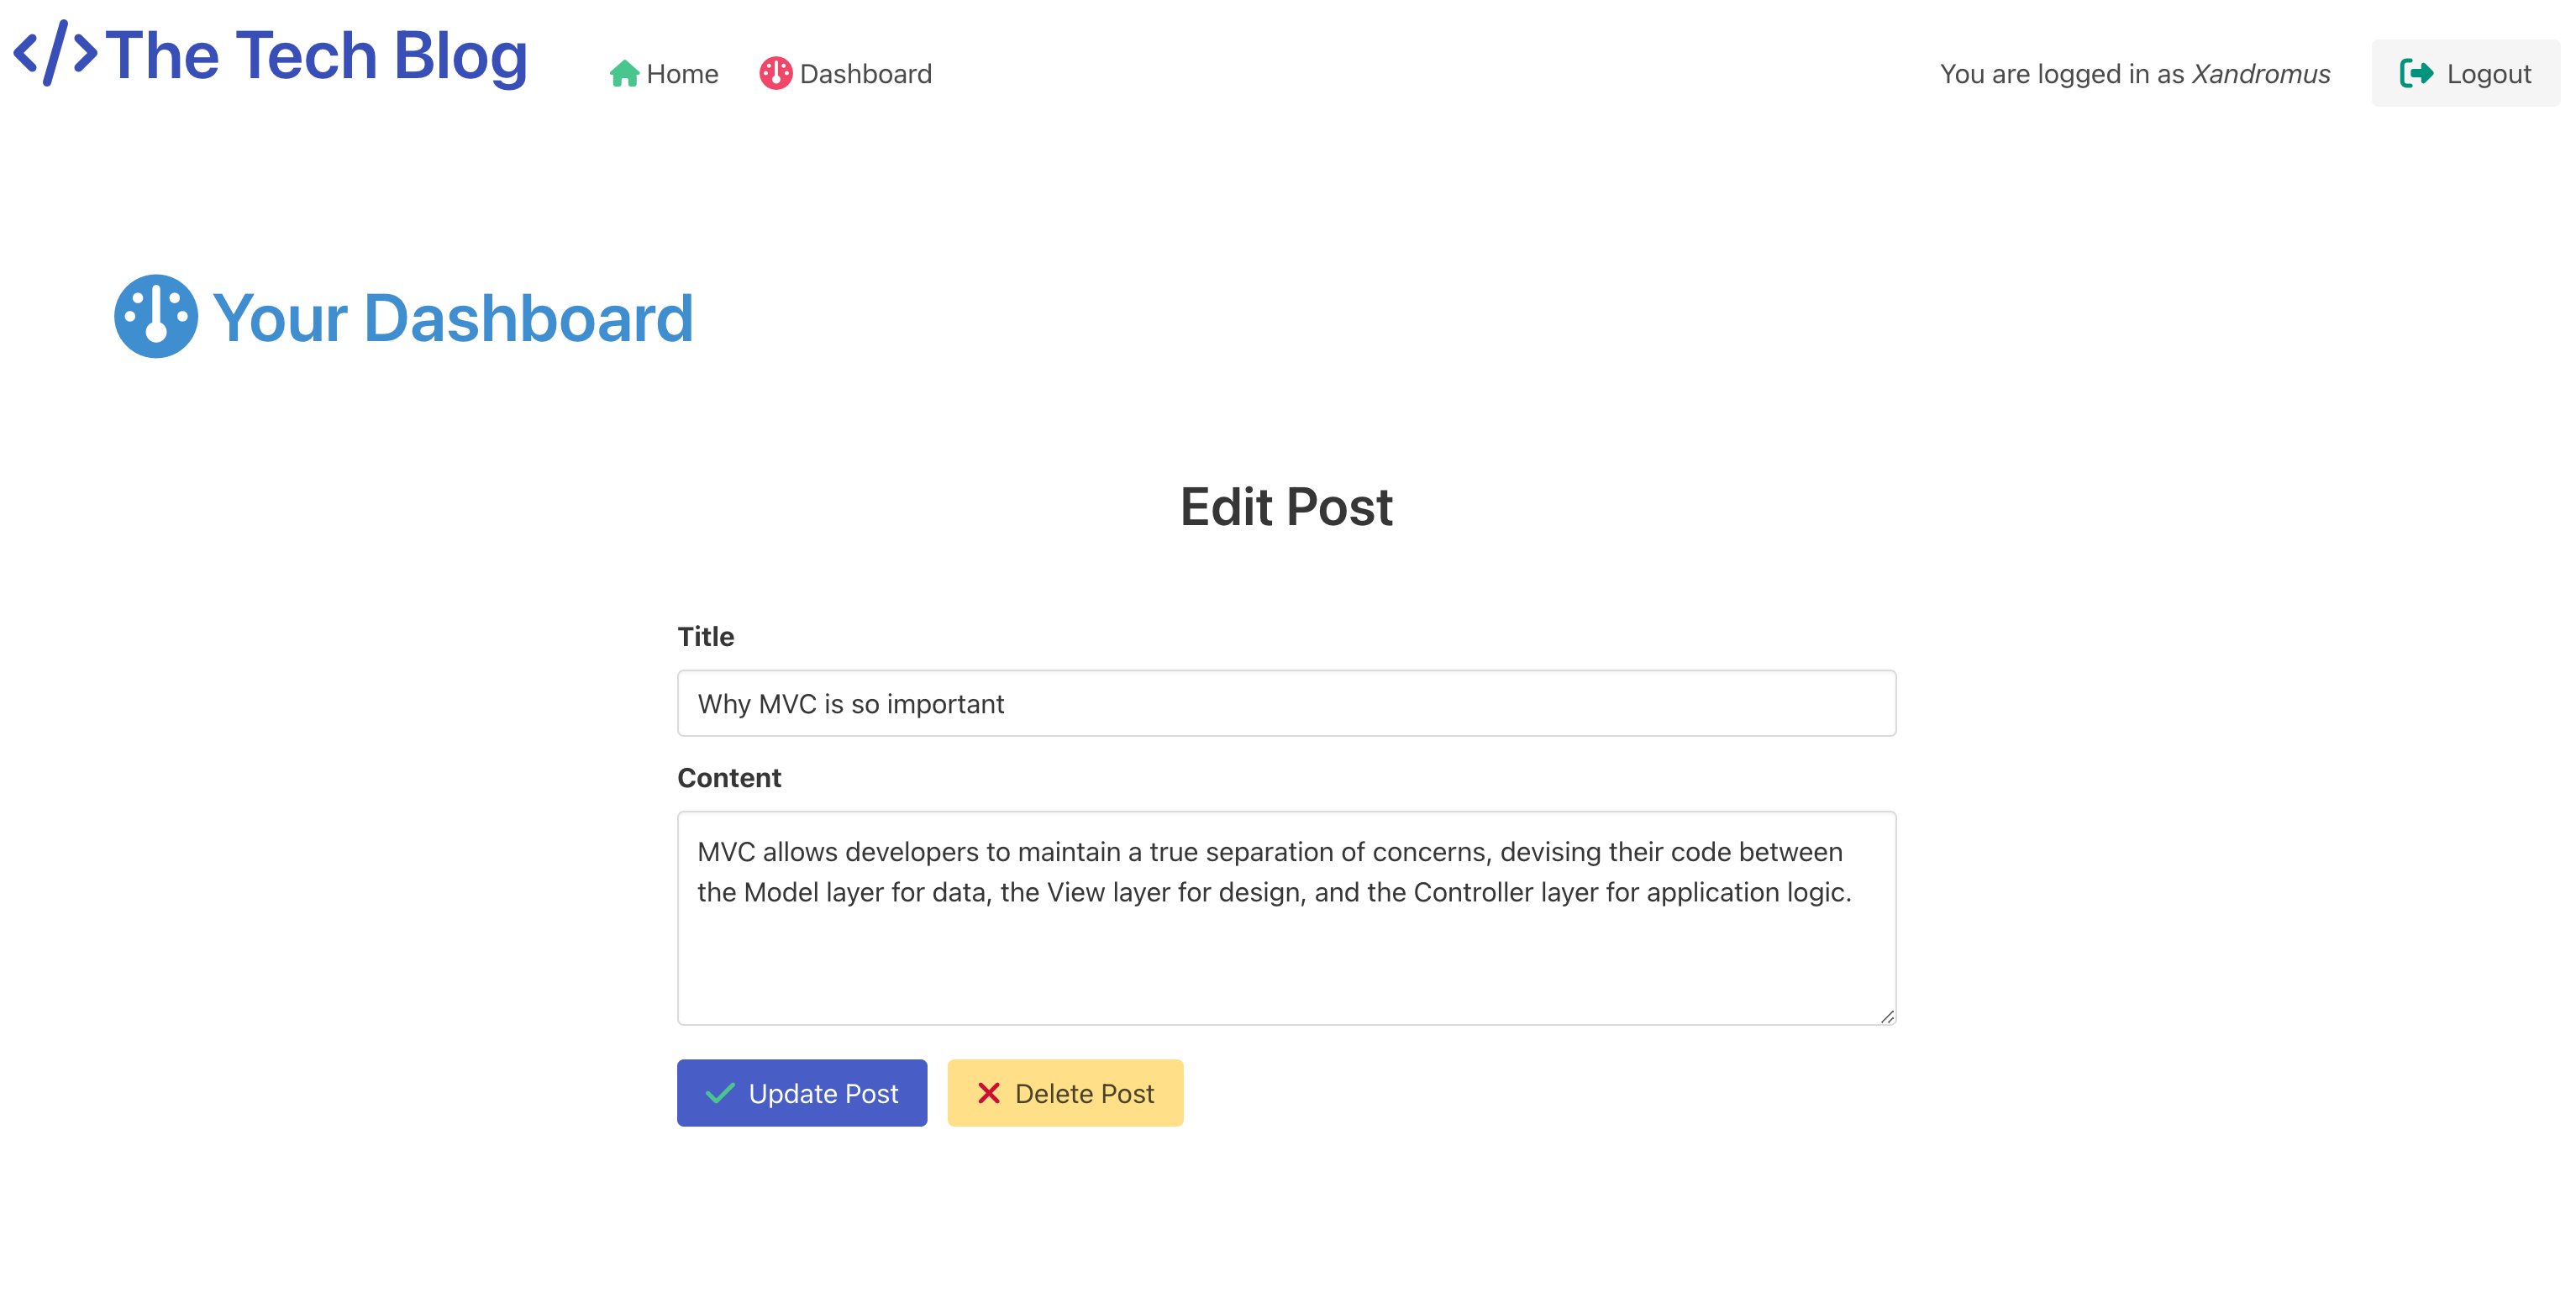 </> The Tech Blog
Home
Dashboard
You are logged in as Xandromus
Logout
Your Dashboard
Edit Post
Title
Why MVC is so important
Content
MVC allows developers to maintain a true separation of concerns, devising their code between
the Model layer for data, the View layer for design, and the Controller layer for application logic.
Update Post
Delete Post